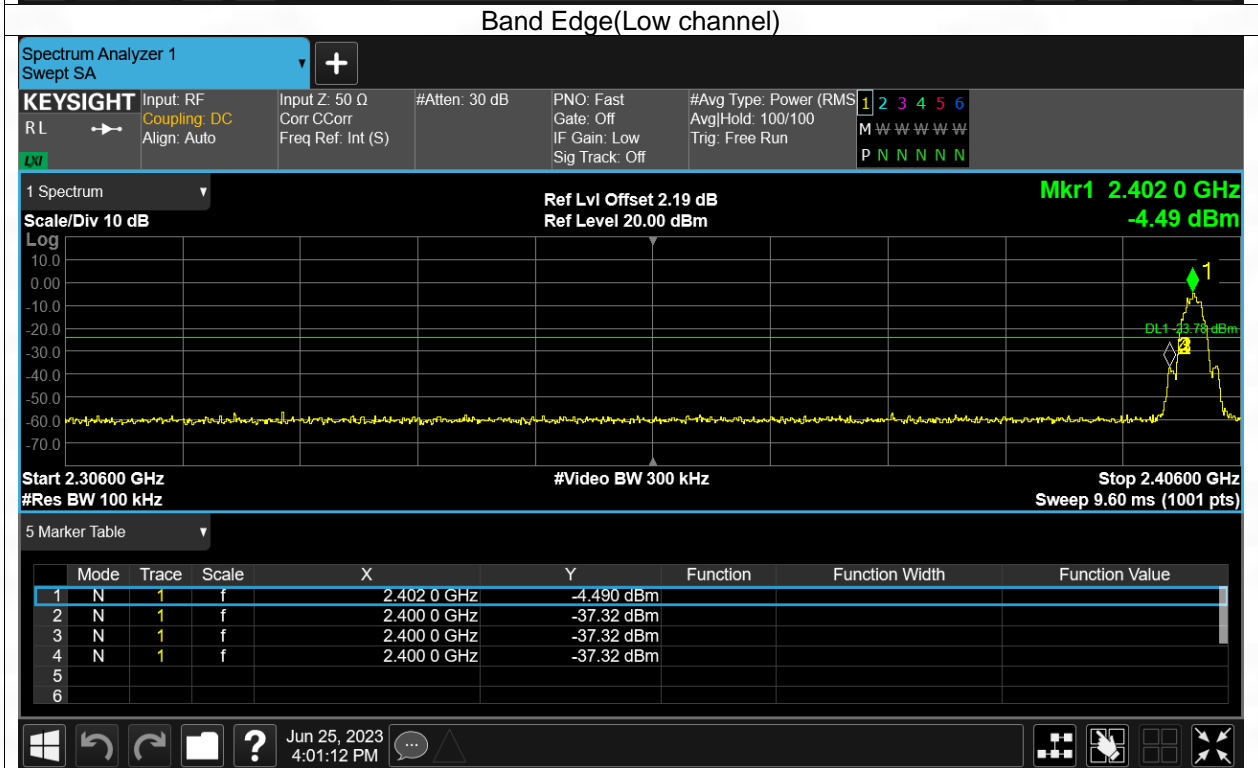 Band Edge(Low channel)
Spectrum Analyzer 1
Swept SA
KEYSIGHT
RL
LXI
Input: RF
Coupling: DC
Align: Auto
Input Z: 50 Ω
Corr CCorr
Freq Ref: Int (S)
#Atten: 30 dB
PNO: Fast
Gate: Off
IF Gain: Low
Sig Track: Off
#Avg Type: Power (RMS
Avg|Hold: 100/100
Trig: Free Run
1 2 3 4 5 6
M W W W W W
P N N N N N
1 Spectrum
Scale/Div 10 dB
Ref Lvl Offset 2.19 dB
Ref Level 20.00 dBm
Mkr1 2.402 0 GHz
-4.49 dBm
Log
10.0
0.00
-10.0
-20.0
-30.0
-40.0
-50.0
-60.0
-70.0
1
DL1 -23.78 dBm
Start 2.30600 GHz
#Res BW 100 kHz
#Video BW 300 kHz
Stop 2.40600 GHz
Sweep 9.60 ms (1001 pts)
5 Marker Table
Mode Trace Scale X Y Function Function Width Function Value
1 N 1 f 2.402 0 GHz -4.490 dBm
2 N 1 f 2.400 0 GHz -37.32 dBm
3 N 1 f 2.400 0 GHz -37.32 dBm
4 N 1 f 2.400 0 GHz -37.32 dBm
5
6
?
Jun 25, 2023
4:01:12 PM